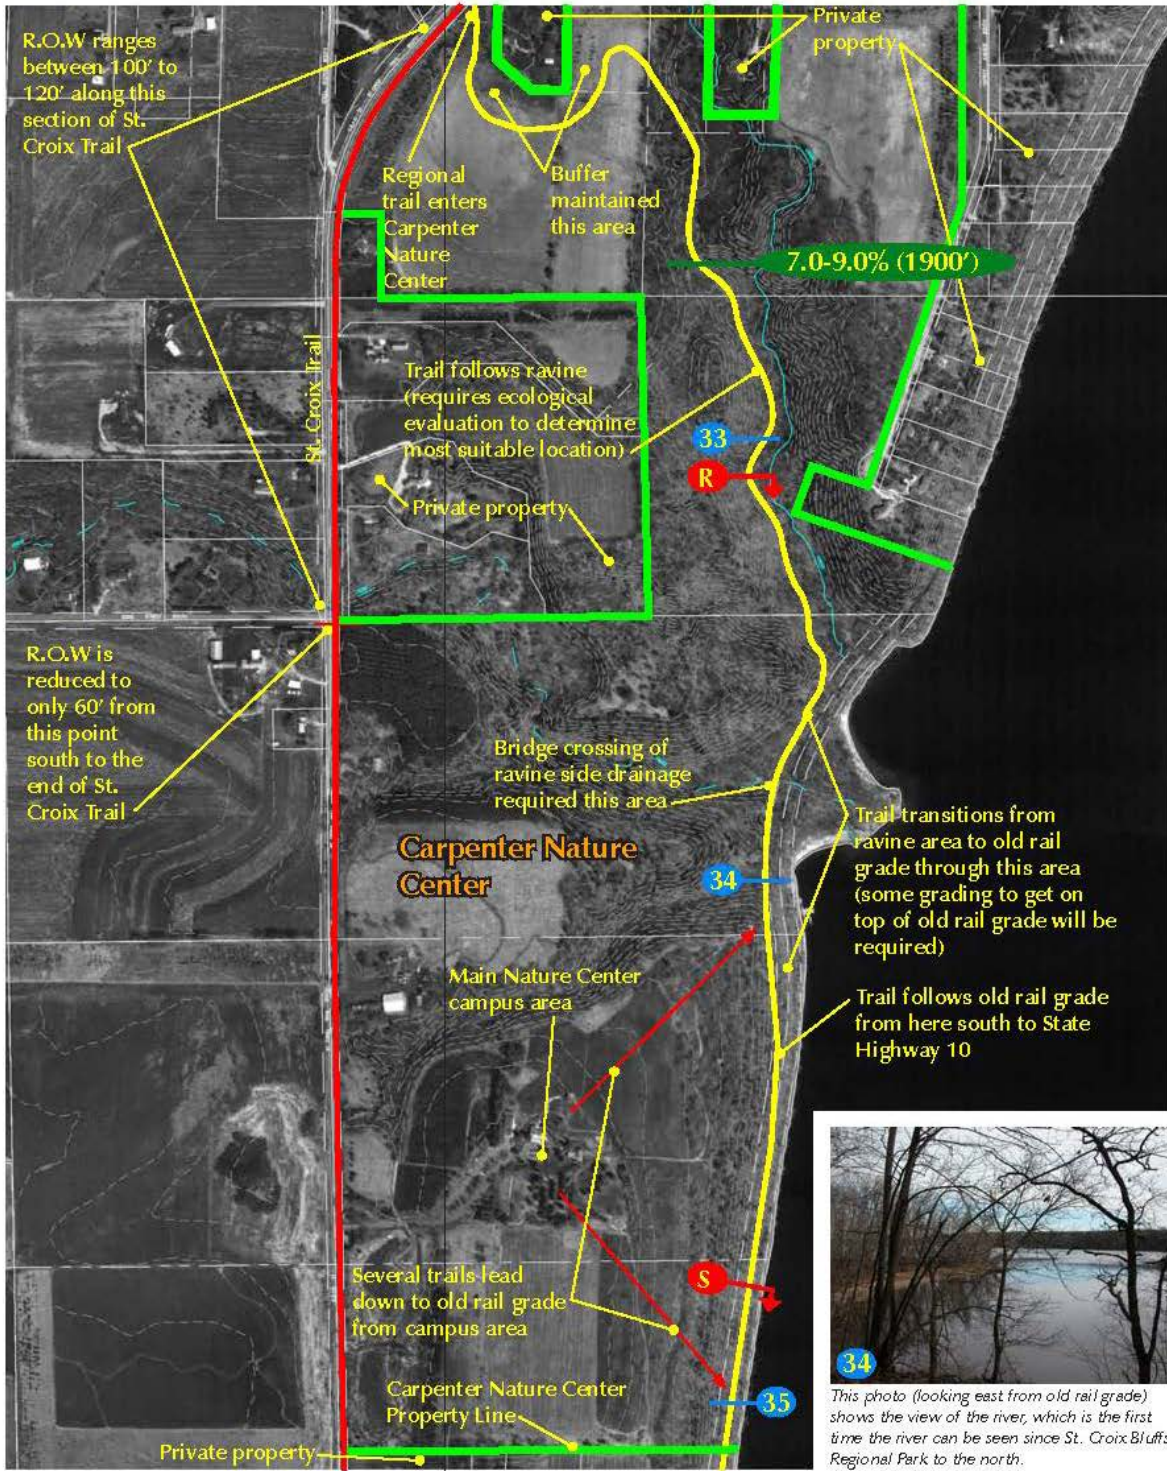 R.O.W ranges
between 100' to
120' along this
section of St.
Croix Trail
Private
property
Regional
trail enters
Carpenter
Nature
Center
Buffer
maintained
this area
7.0-9.0% (1900')
St. Croix Trail
Trail follows ravine
(requires ecological
evaluation to determine
most suitable location)
33
R
Private property
R.O.W is
reduced to
only 60' from
this point
south to the
end of St.
Croix Trail
Bridge crossing of
ravine side drainage
required this area
Carpenter Nature
Center
34
Trail transitions from
ravine area to old rail
grade through this area
(some grading to get on
top of old rail grade will be
required)
Main Nature Center
campus area
Trail follows old rail grade
from here south to State
Highway 10
Several trails lead
down to old rail grade
from campus area
S
Carpenter Nature Center
Property Line
35
Private property
34
This photo (looking east from old rail grade)
shows the view of the river, which is the first
time the river can be seen since St. Croix Bluffs
Regional Park to the north.